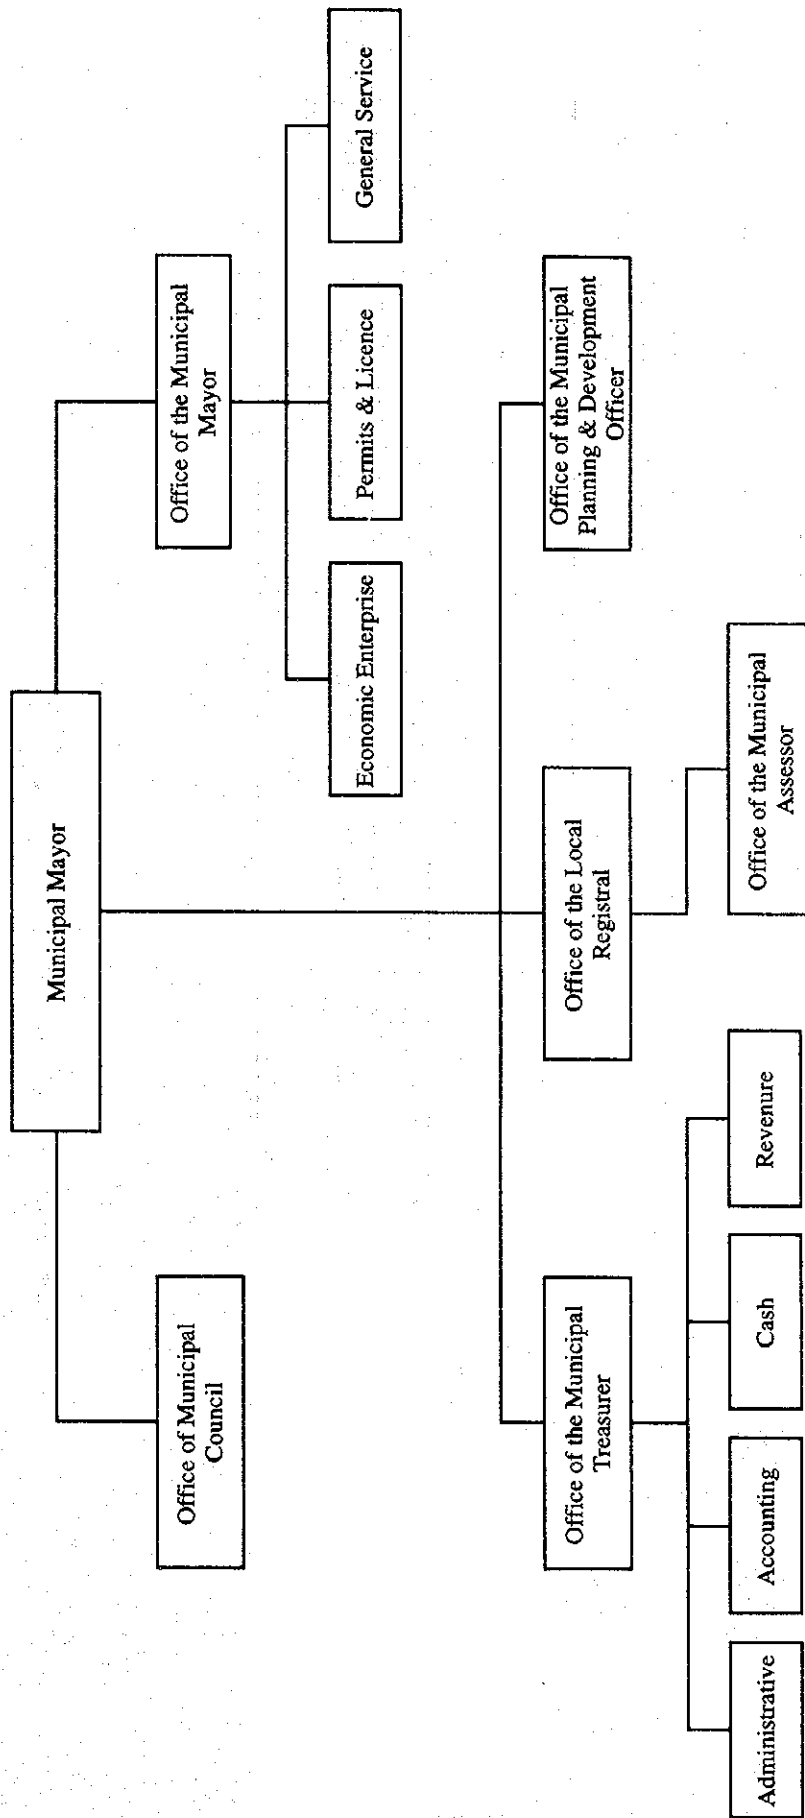 Municipal Mayor
Office of Municipal
Council
Office of the Municipal
Mayor
Economic Enterprise
Permits & Licence
General Service
Office of the Municipal
Treasurer
Office of the Local
Registral
Office of the Municipal
Planning & Development
Officer
Administrative
Accounting
Cash
Revenure
Office of the Municipal
Assessor